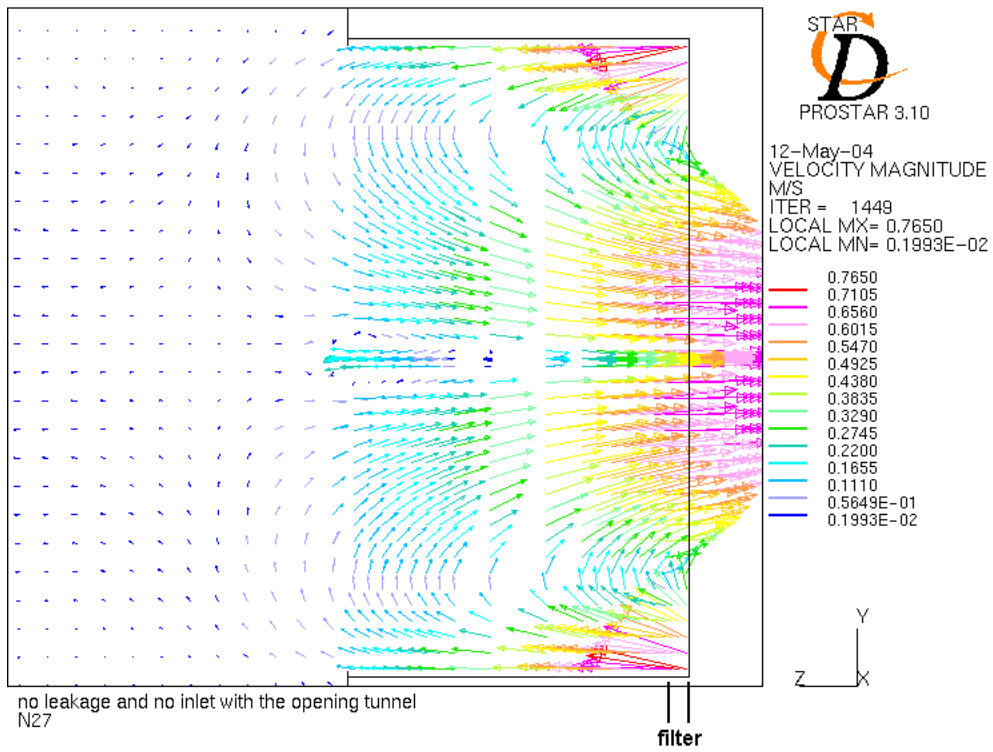 STAR
CD
PROSTAR 3.10
12-May-04
VELOCITY MAGNITUDE
M/S
ITER = 1449
LOCAL MX= 0.7650
LOCAL MN= 0.1993E-02
0.7650
0.7105
0.6560
0.6015
0.5470
0.4925
0.4380
0.3835
0.3290
0.2745
0.2200
0.1655
0.1110
0.5649E-01
0.1993E-02
Y
Z
X
no leakage and no inlet with the opening tunnel
N27
filter